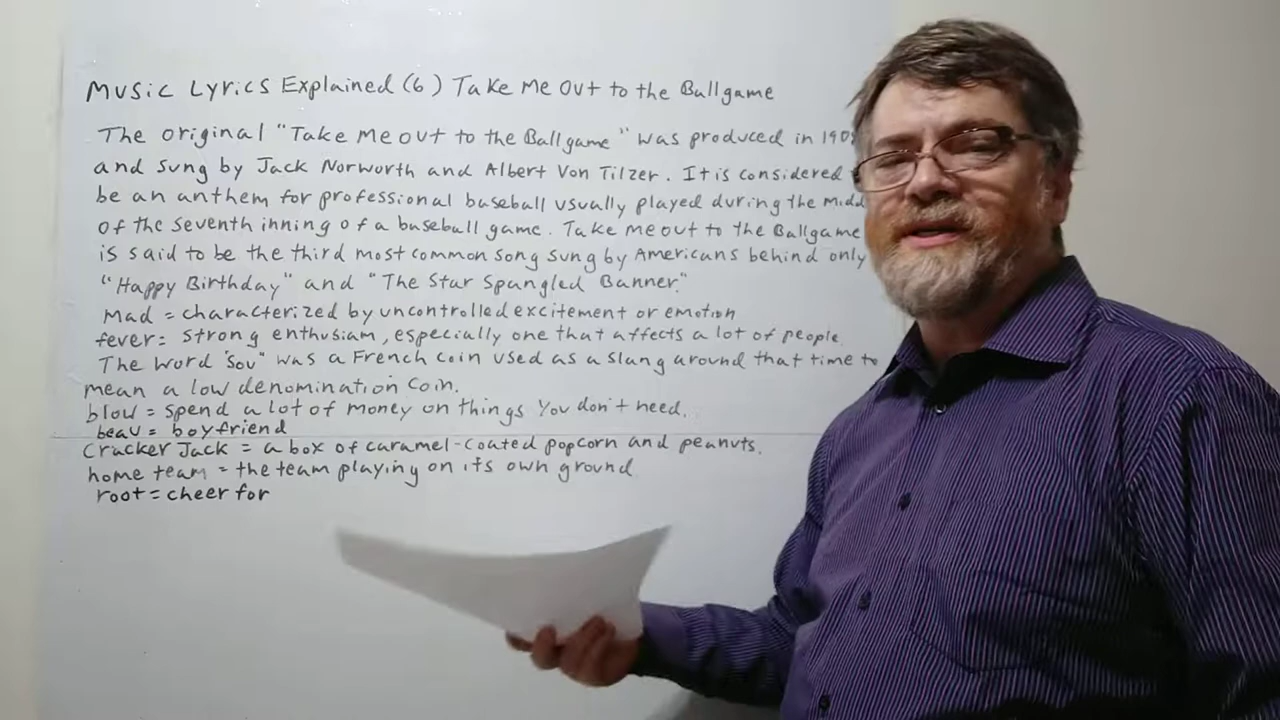 Music Lyrics Explained (6) Take Me Out to the Ballgame
The original "Take Me Out to the Ballgame" was produced in 190
and sung by Jack Norworth and Albert Von Tilzer. It is considered
be an anthem for professional baseball usually played during the midd
of the seventh inning of a baseball game. Take me out to the Ballgame
is said to be the third most common song sung by Americans behind only
"Happy Birthday" and "The Star Spangled Banner."
Mad = characterized by uncontrolled excitement or emotion
fever = strong enthusiam, especially one that affects a lot of people.
The word "Sou" was a French coin used as a slang around that time to
mean a low denomination coin.
blow = spend a lot of money on things you don't need.
beau = boyfriend
Cracker Jack = a box of caramel-coated popcorn and peanuts.
home team = the team playing on its own ground
root = cheer for